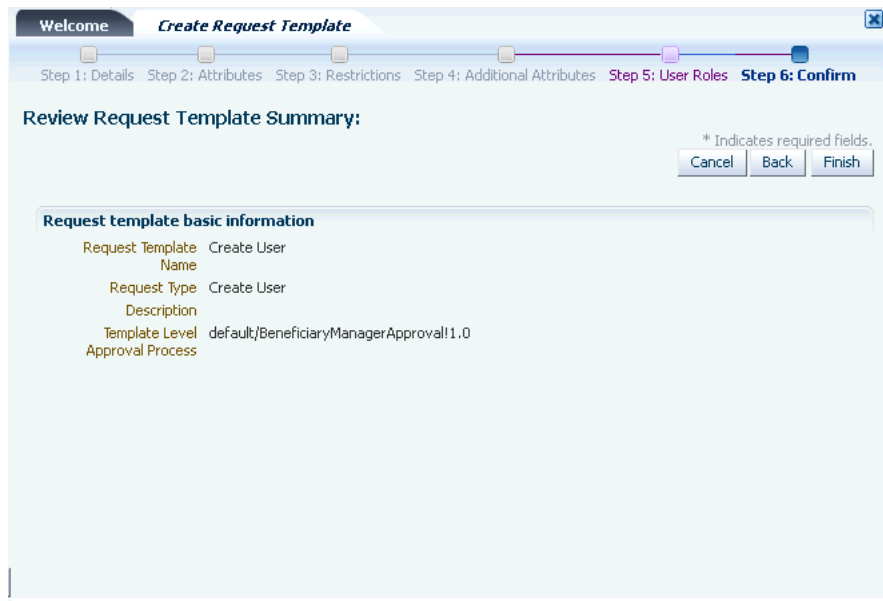 Welcome Create Request Template
Step 1: Details Step 2: Attributes Step 3: Restrictions Step 4: Additional Attributes Step 5: User Roles Step 6: Confirm
Review Request Template Summary:
* Indicates required fields.
Cancel Back Finish
Request template basic information
Request Template Create User
Name
Request Type Create User
Description
Template Level default/BeneficiaryManagerApproval!1.0
Approval Process